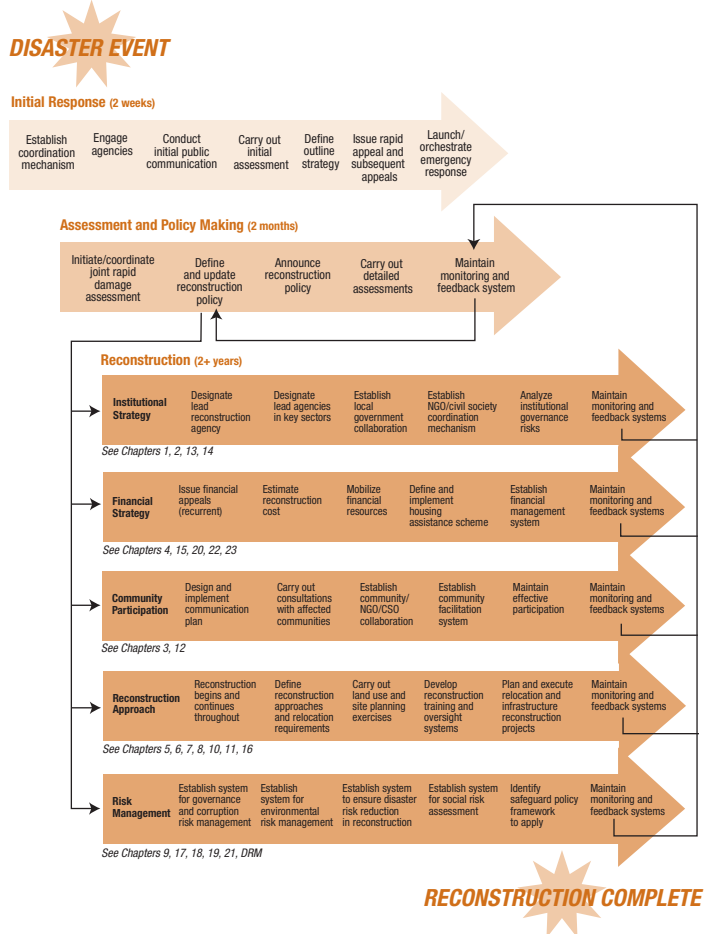 DISASTER EVENT
Initial Response (2 weeks)
Establish
coordination
mechanism
Engage
agencies
Conduct
initial public
communication
Carry out
initial
assessment
Define
outline
strategy
Issue rapid
appeal and
subsequent
appeals
Launch/
orchestrate
emergency
response
Assessment and Policy Making (2 months)
Initiate/coordinate
joint rapid
damage
assessment
Define
and update
reconstruction
policy
Announce
reconstruction
policy
Carry out
detailed
assessments
Maintain
monitoring and
feedback system
Reconstruction (2+ years)
Institutional
Strategy
Designate
lead
reconstruction
agency
Designate
lead agencies
in key sectors
Establish
local
government
collaboration
Establish
NGO/civil society
coordination
mechanism
Analyze
institutional
governance
risks
Maintain
monitoring and
feedback systems
See Chapters 1, 2, 13, 14
Financial
Strategy
Issue financial
appeals
(recurrent)
Estimate
reconstruction
cost
Mobilize
financial
resources
Define and
implement
housing
assistance scheme
Establish
financial
management
system
Maintain
monitoring and
feedback systems
See Chapters 4, 15, 20, 22, 23
Community
Participation
Design and
implement
communication
plan
Carry out
consultations
with affected
communities
Establish
community/
NGO/CSO
collaboration
Establish
community
facilitation
system
Maintain
effective
participation
Maintain
monitoring and
feedback systems
See Chapters 3, 12
Reconstruction
Approach
Reconstruction
begins and
continues
throughout
Define
reconstruction
approaches
and relocation
requirements
Carry out
land use and
site planning
exercises
Develop
reconstruction
training and
oversight
systems
Plan and execute
relocation and
infrastructure
reconstruction
projects
Maintain
monitoring and
feedback systems
See Chapters 5, 6, 7, 8, 10, 11, 16
Risk
Management
Establish system
for governance
and corruption
risk management
Establish
system for
environmental
risk management
Establish system
to ensure disaster
risk reduction
in reconstruction
Establish system
for social risk
assessment
Identify
safeguard policy
framework
to apply
Maintain
monitoring and
feedback systems
See Chapters 9, 17, 18, 19, 21, DRM
RECONSTRUCTION COMPLETE